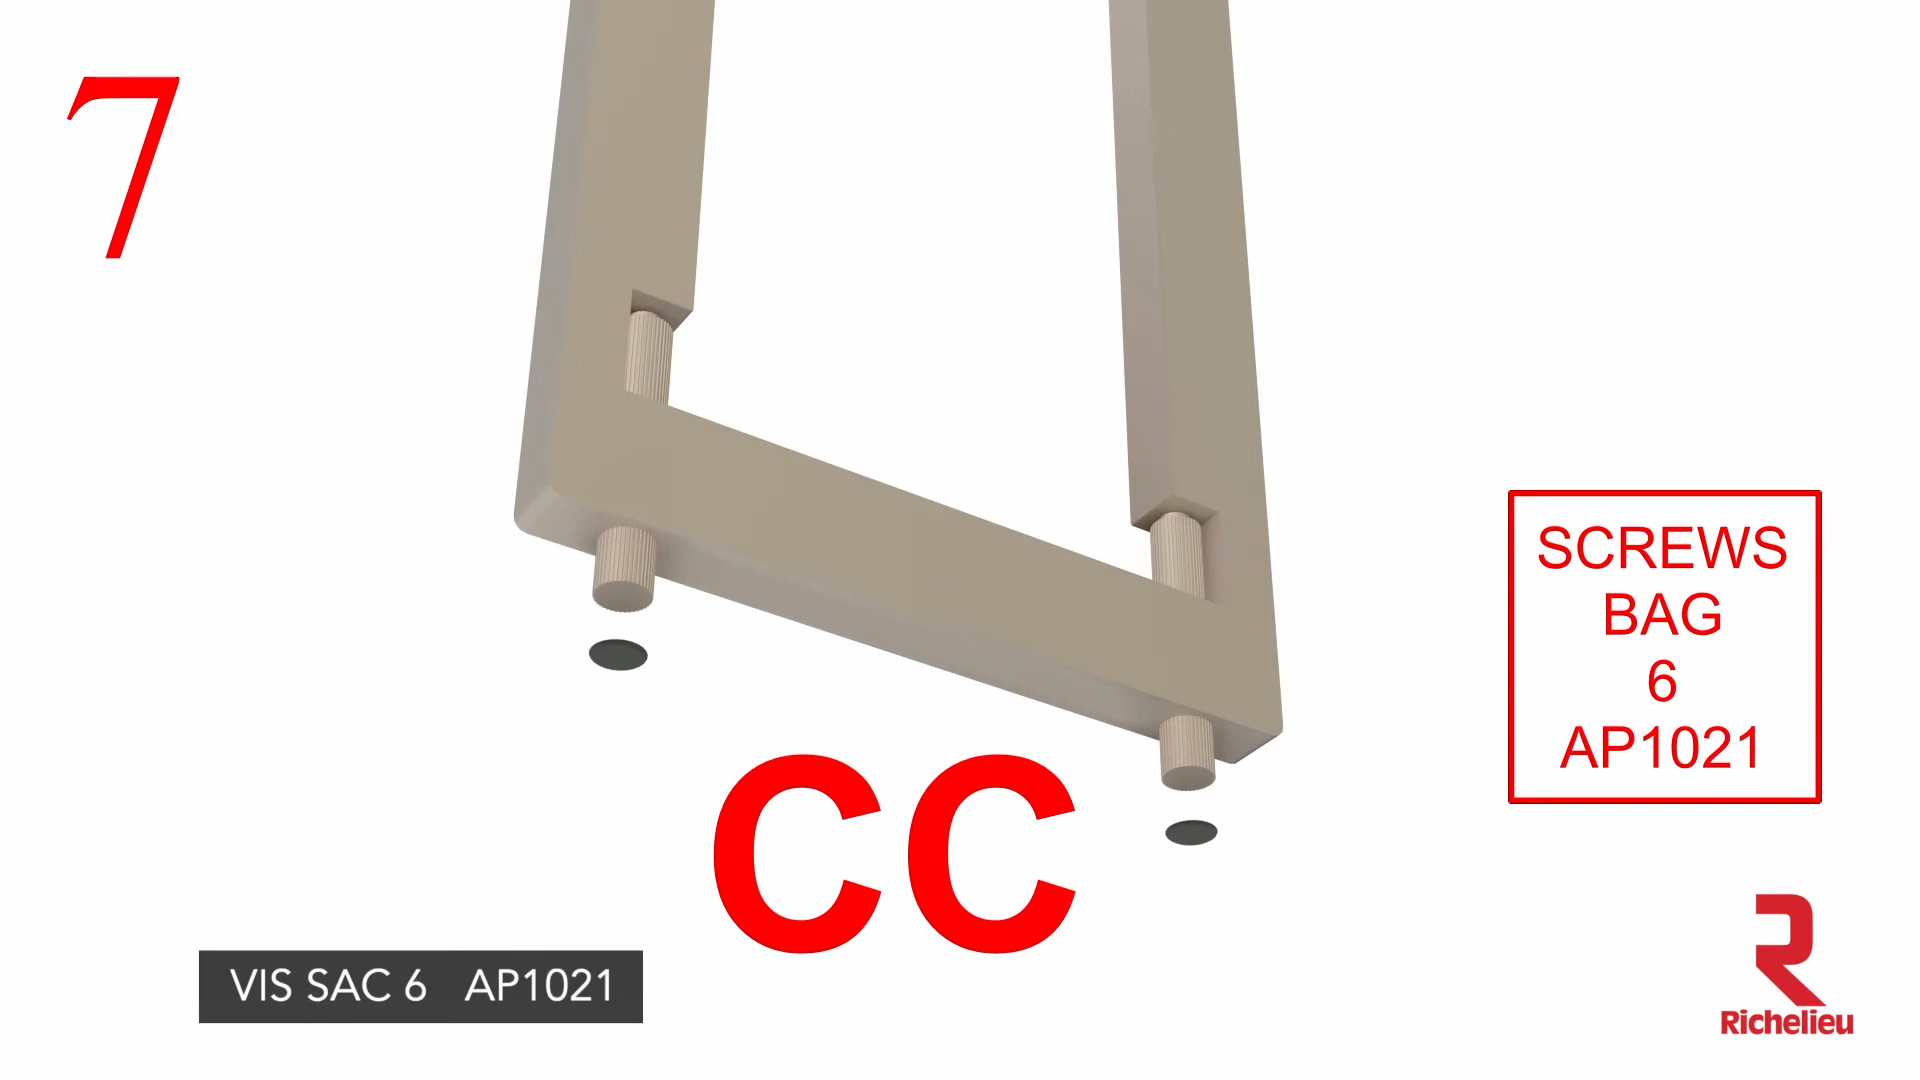 7
SCREWS
BAG
6
AP1021
CC
VIS SAC 6 AP1021
Richelieu